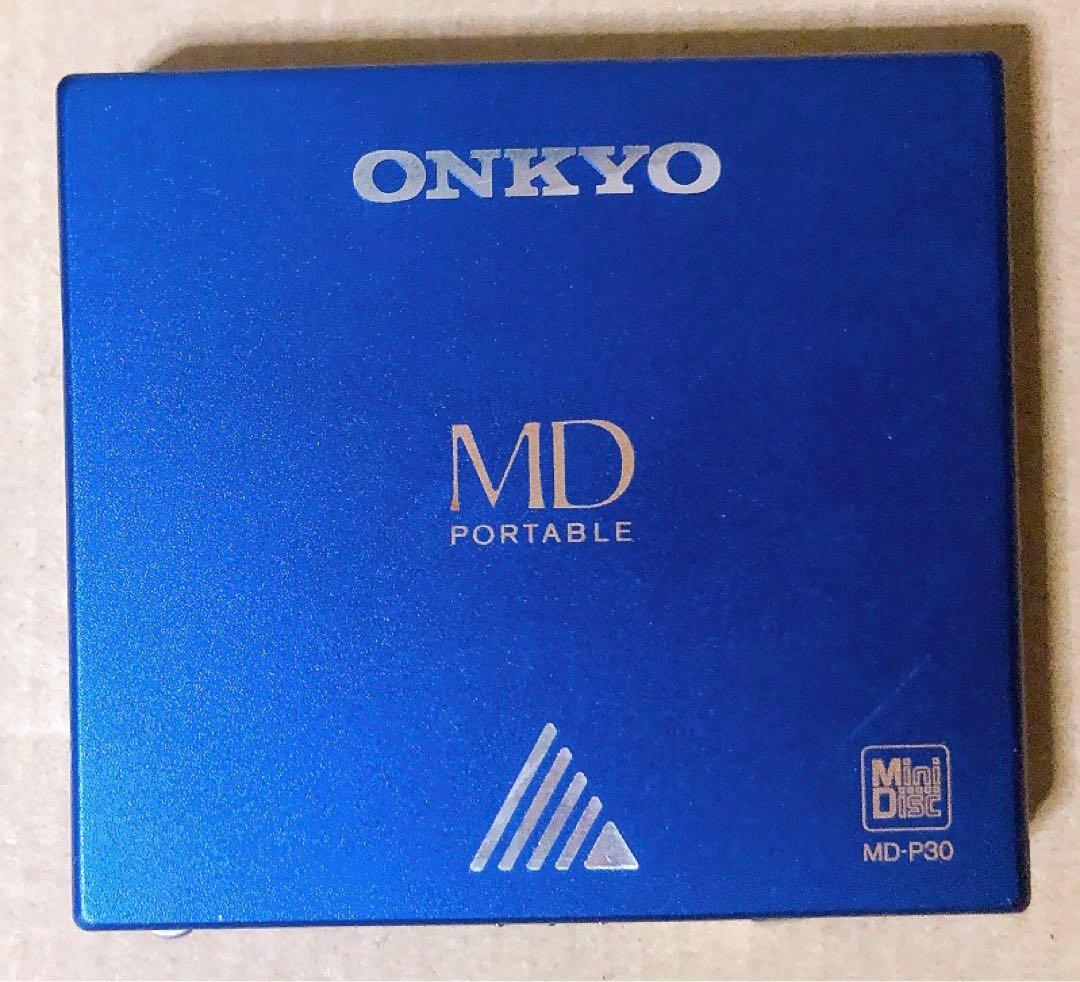 ONKYO
MD
PORTABLE
Mini
Disc
MD-P30